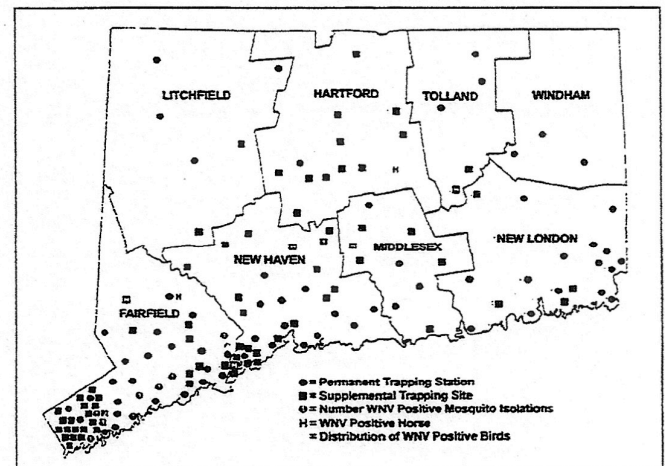 LITCHFIELD
HARTFORD
TOLLAND
WINDHAM
H
NEW HAVEN
MIDDLESEX
NEW LONDON
H
FAIRFIELD
= Permanent Trapping Station
= Supplemental Trapping Site
= Number WNV Positive Mosquito Isolations
H = WNV Positive Horse
= Distribution of WNV Positive Birds